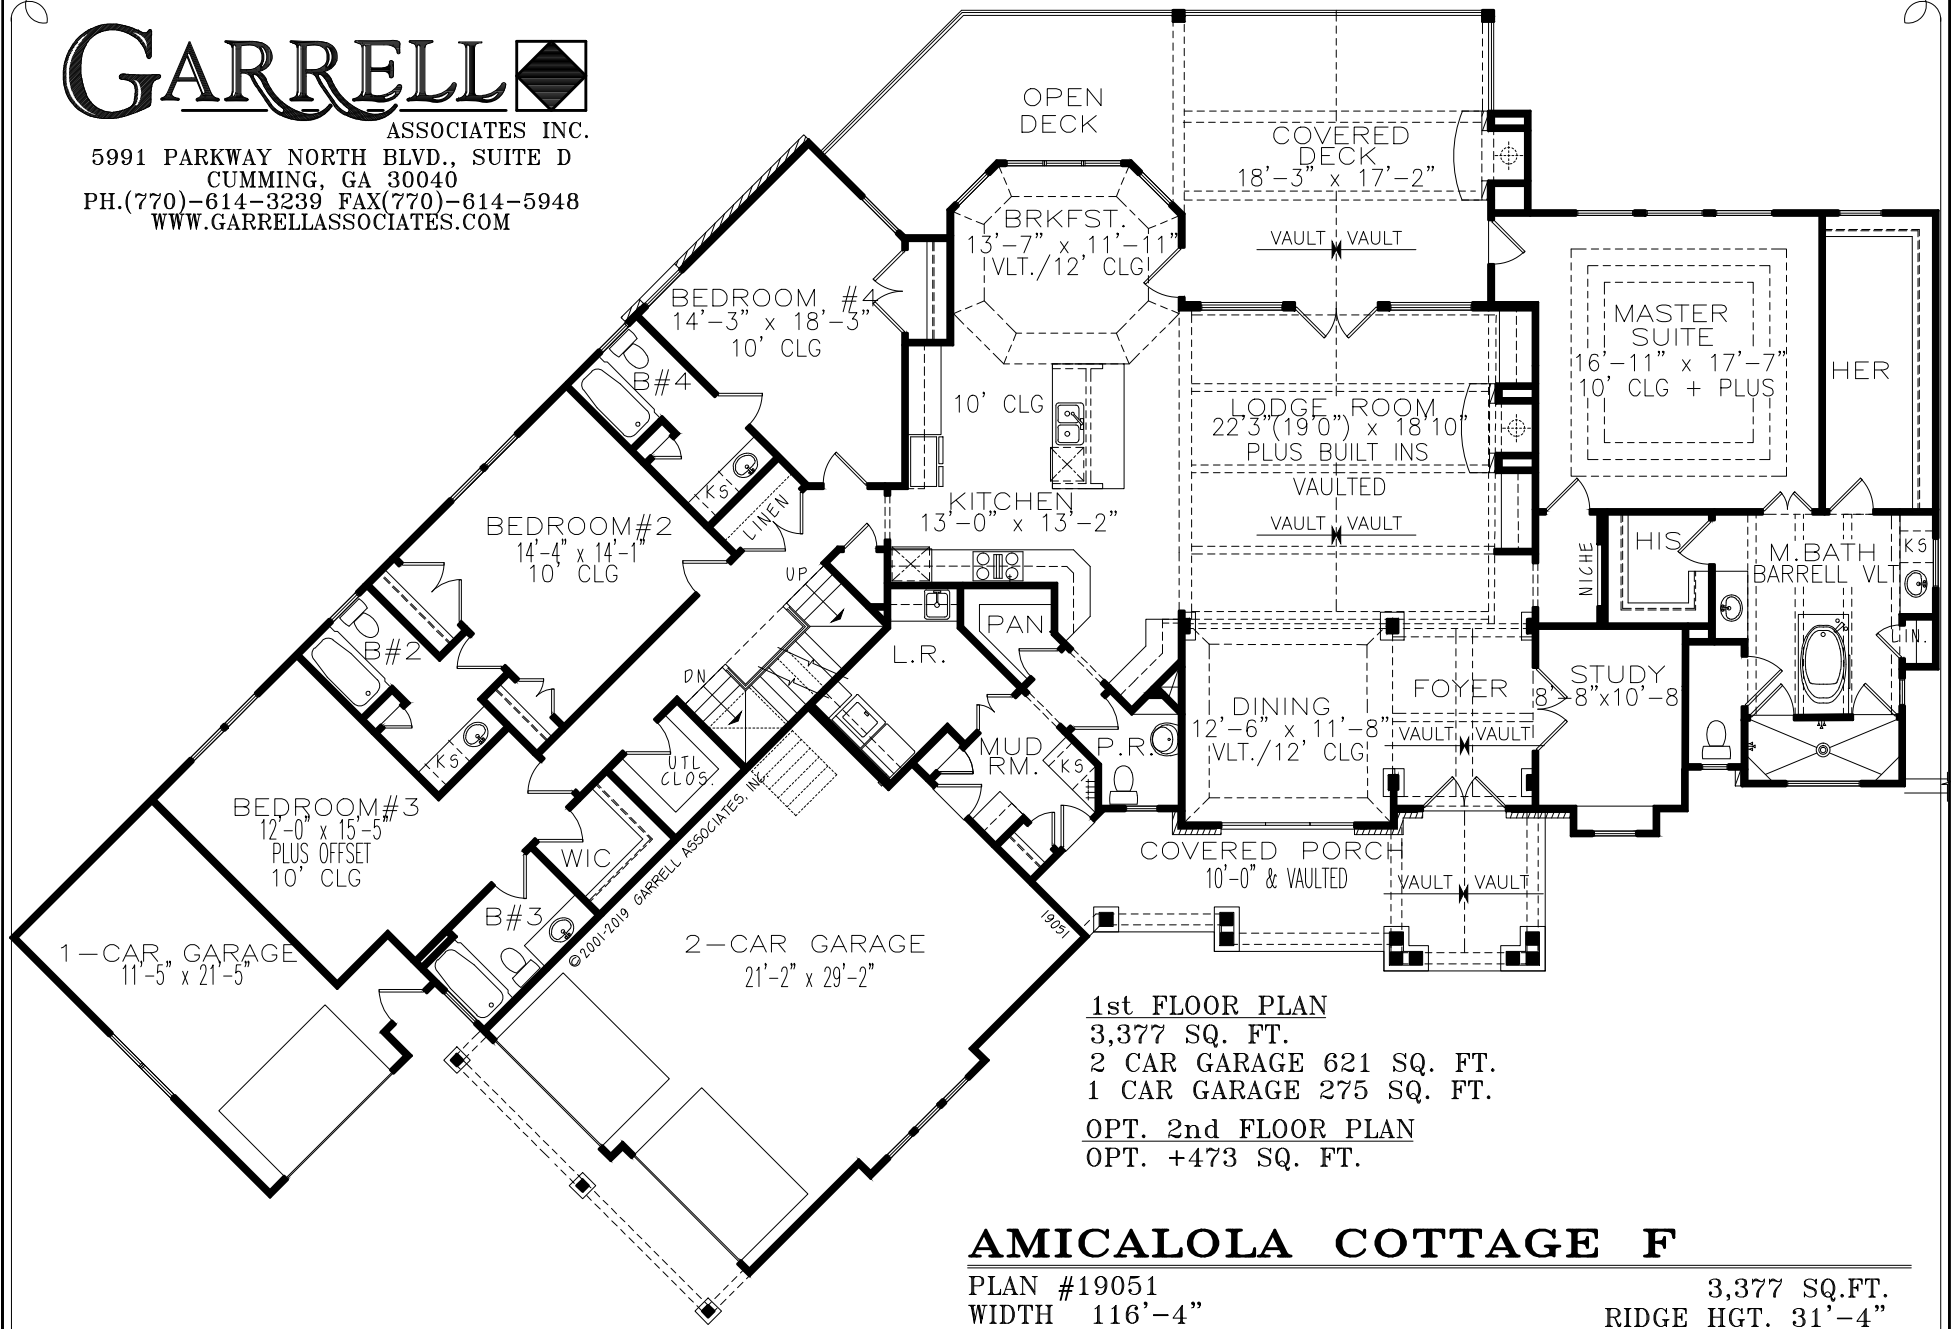 GARRELL
ASSOCIATES INC.
5991 PARKWAY NORTH BLVD., SUITE D
CUMMING, GA 30040
PH.(770)-614-3239 FAX(770)-614-5948
WWW.GARRELLASSOCIATES.COM
OPEN
DECK
COVERED
DECK
18'-3" x 17'-2"
VAULT VAULT
BRKFST.
13'-7" x 11'-11"
VLT./12' CLG
BEDROOM #4
14'-3" x 18'-3"
10' CLG
B#4
KS
LINEN
MASTER
SUITE
16'-11" x 17'-7"
10' CLG + PLUS
HER
10' CLG
KITCHEN
13'-0" x 13'-2"
LODGE ROOM
22'3"(19'0") x 18'10"
PLUS BUILT INS
VAULTED
VAULT VAULT
BEDROOM#2
14'-4" x 14'-1"
10' CLG
B#2
KS
UP
DN
NICHE
HIS
M.BATH
BARRELL VLT
KS
LIN.
PAN
L.R.
STUDY
8'-8"x10'-8
FOYER
VAULT VAULT
DINING
12'-6" x 11'-8"
VLT./12' CLG
MUD
RM.
KS
P.R.
UTL
CLOS.
BEDROOM#3
12'-0" x 15'-5"
PLUS OFFSET
10' CLG
WIC
B#3
©2001-2019 GARRELL ASSOCIATES, INC.
COVERED PORCH
10'-0" & VAULTED
VAULT VAULT
19051
1-CAR GARAGE
11'-5" x 21'-5"
2-CAR GARAGE
21'-2" x 29'-2"
1st FLOOR PLAN
3,377 SQ. FT.
2 CAR GARAGE 621 SQ. FT.
1 CAR GARAGE 275 SQ. FT.
OPT. 2nd FLOOR PLAN
OPT. +473 SQ. FT.
AMICALOLA COTTAGE F
PLAN #19051
3,377 SQ.FT.
WIDTH 116'-4"
RIDGE HGT. 31'-4"